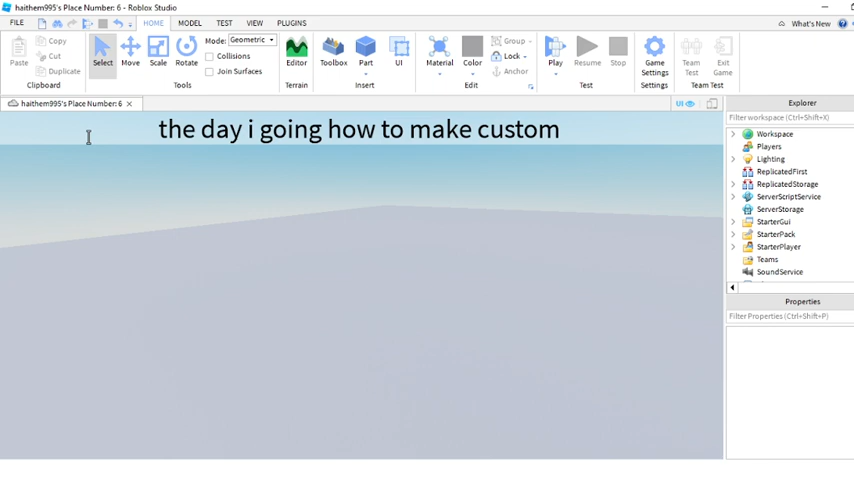 haithem995's Place Number: 6 - Roblox Studio
FILE HOME MODEL TEST VIEW PLUGINS What's New
Paste Copy Cut Duplicate Clipboard
Select Move Scale Rotate Mode: Geometric Collisions Join Surfaces Tools
Editor Terrain
Toolbox Part UI Insert
Material Color Group Lock Anchor Edit
Play Resume Stop Test
Game Settings Settings
Team Test Exit Game Team Test
haithem995's Place Number: 6
UI
the day i going how to make custom
Explorer
Filter workspace (Ctrl+Shift+X)
Workspace
Players
Lighting
ReplicatedFirst
ReplicatedStorage
ServerScriptService
ServerStorage
StarterGui
StarterPack
StarterPlayer
Teams
SoundService
Properties
Filter Properties (Ctrl+Shift+P)